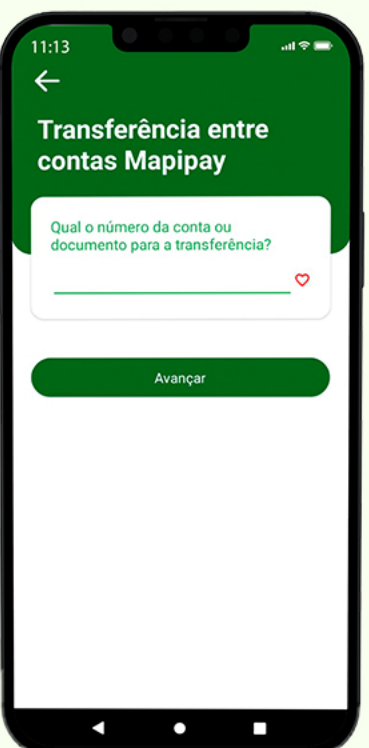 11:13
Transferência entre
contas Mapipay
Qual o número da conta ou
documento para a transferência?
Avançar